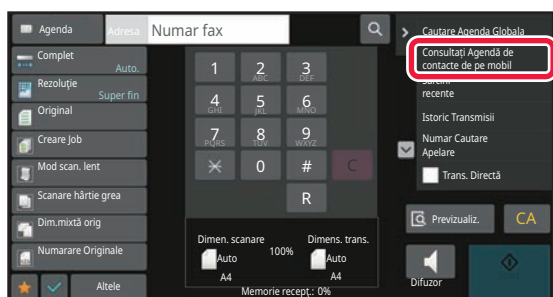 Agenda
Adresa
Numar fax
Complet
Auto.
Rezoluție
Super fin
Original
Creare Job
Mod scan. lent
Scanare hârtie grea
Dim.mixtă orig
Numarare Originale
Altele
1
2
ABC
3
DEF
4
GHI
5
JKL
6
MNO
7
PQRS
8
TUV
9
WXYZ
0
#
C
R
Dimen. scanare
Auto
A4
100%
Dimens. trans.
Auto
A4
Memorie recept.: 0%
Cautare Agenda Globala
Consultați Agendă de
contacte de pe mobil
recente
Istoric Transmisii
Numar Cautare
Apelare
Trans. Directă
Previzualiz.
CA
Difuzor